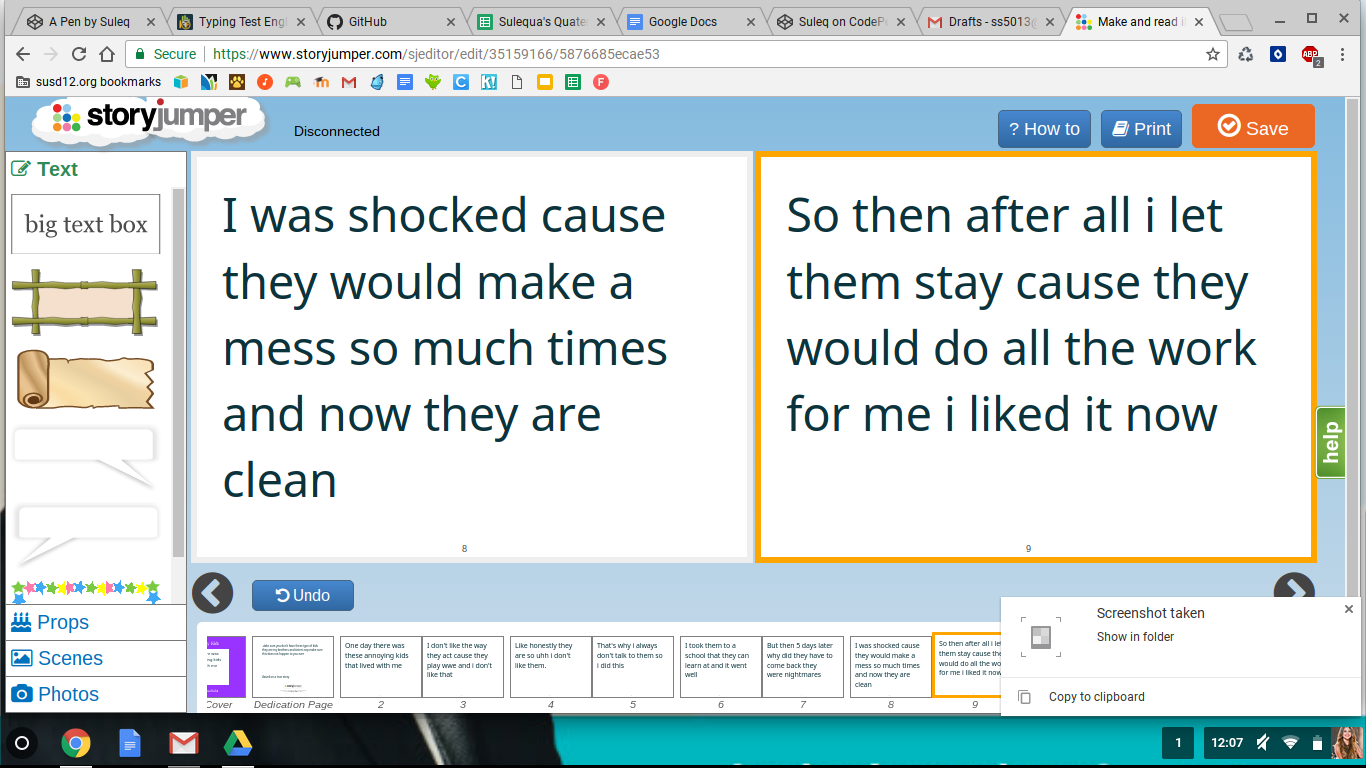 A Pen by Suleq
Typing Test Engl
GitHub
Sulequa's Quate
Google Docs
Suleq on CodePe
Drafts - ss5013@
Make and read il
Secure
https://www.storyjumper.com/sjeditor/edit/35159166/5876685ecae53
ABP
2
susd12.org bookmarks
storyjumper
Disconnected
? How to
Print
Save
Text
big text box
I was shocked cause
they would make a
mess so much times
and now they are
clean
8
So then after all i let
them stay cause they
would do all the work
for me i liked it now
9
help
Undo
Props
Scenes
Photos
One day there was
these annoying kids
that lived with me
I don't like the way
they act cause they
play wwe and i don't
like that
Like honestly they
are so uhh i don't
like them.
That's why i always
don't talk to them so
i did this
I took them to a
school that they can
learn at and it went
well
But then 5 days later
why did they have to
come back they
were nightmares
I was shocked cause
they would make a
mess so much times
and now they are
clean
So then after all i let
them stay cause they
would do all the wo
for me i liked it now
Cover
Dedication Page
2
3
4
5
6
7
8
9
Screenshot taken
Show in folder
Copy to clipboard
1
12:07